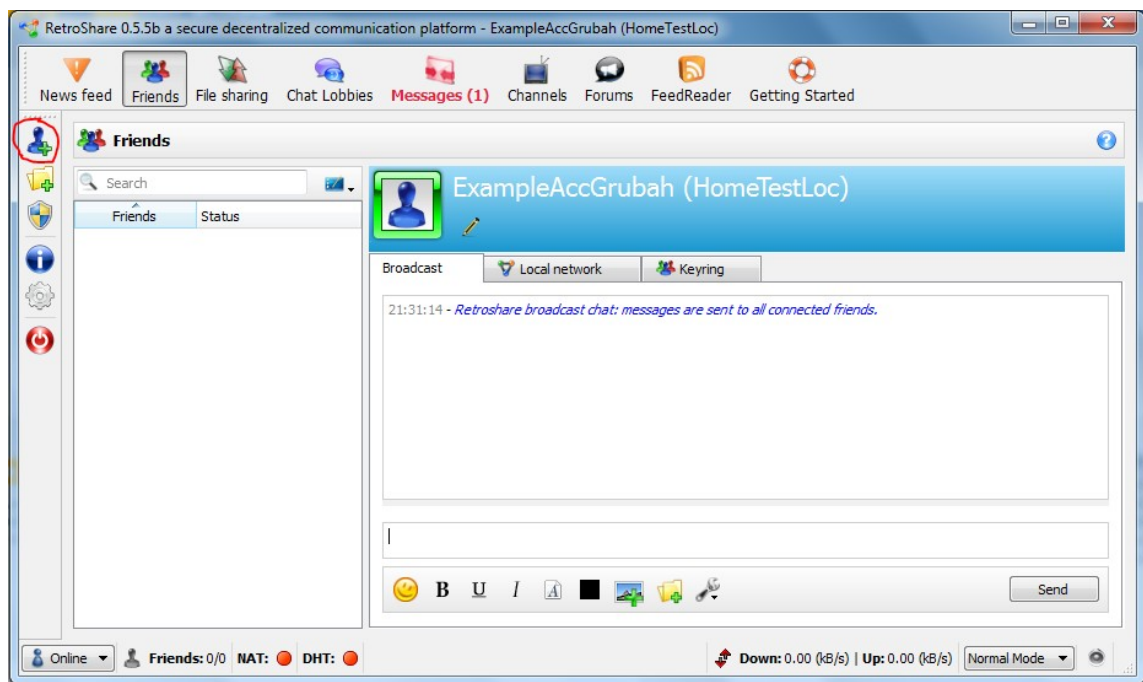 RetroShare 0.5.5b a secure decentralized communication platform - ExampleAccGrubah (HomeTestLoc)
News feed Friends File sharing Chat Lobbies Messages (1) Channels Forums FeedReader Getting Started
Friends
Search
Friends Status
ExampleAccGrubah (HomeTestLoc)
Broadcast Local network Keyring
21:31:14 - Retroshare broadcast chat: messages are sent to all connected friends.
B U I A
Send
Online Friends: 0/0 NAT: DHT: Down: 0.00 (kB/s) | Up: 0.00 (kB/s) Normal Mode